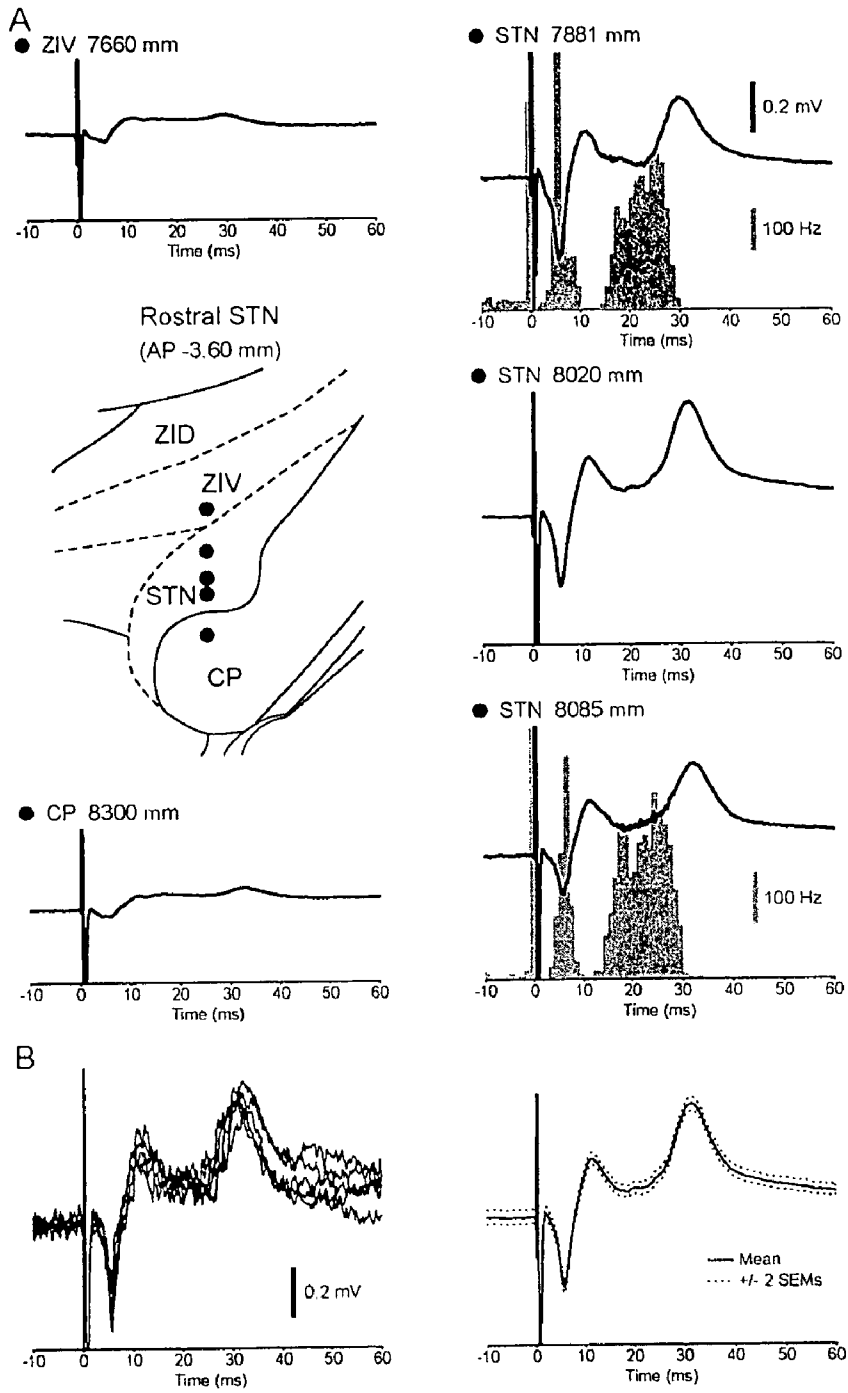 A
ZIV 7660 mm
-10 0 10 20 30 40 50 60
Time (ms)
STN 7881 mm
0.2 mV
100 Hz
-10 0 10 20 30 40 50 60
Time (ms)
Rostral STN
(AP -3.60 mm)
ZID
ZIV
STN
CP
STN 8020 mm
-10 0 10 20 30 40 50 60
Time (ms)
STN 8085 mm
100 Hz
-10 0 10 20 30 40 50 60
Time (ms)
CP 8300 mm
-10 0 10 20 30 40 50 60
Time (ms)
B
0.2 mV
-10 0 10 20 30 40 50 60
Time (ms)
Mean
+/- 2 SEMs
-10 0 10 20 30 40 50 60
Time (ms)